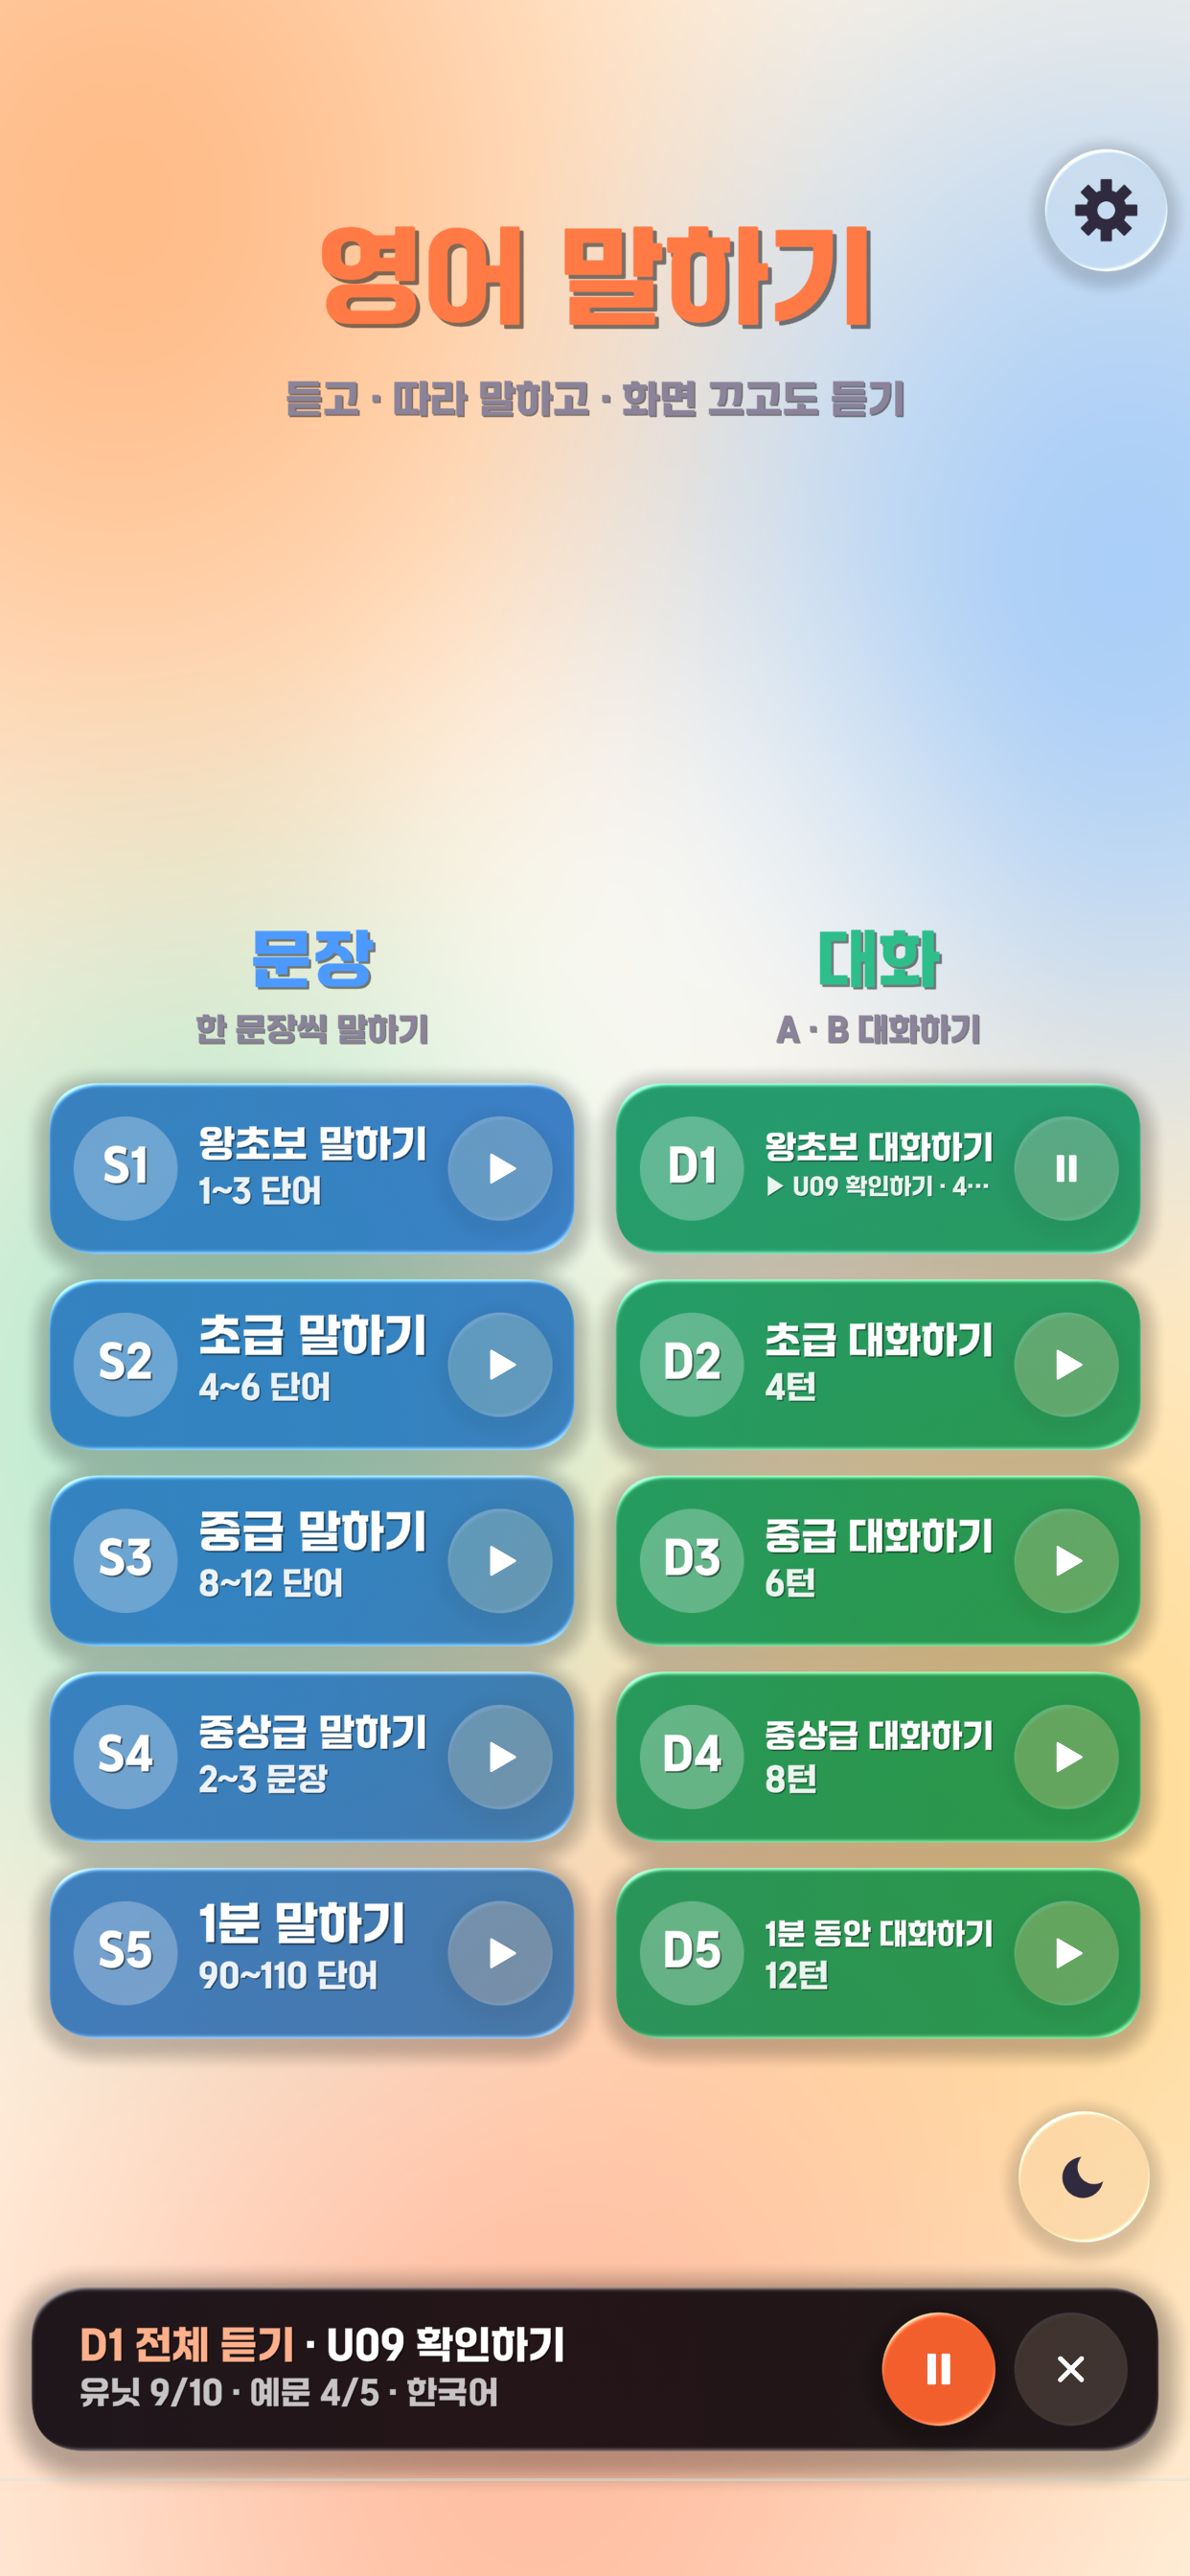 영어 말하기
듣고 · 따라 말하고 · 화면 끄고도 듣기
문장
한 문장씩 말하기
S1
왕초보 말하기
1~3 단어
S2
초급 말하기
4~6 단어
S3
중급 말하기
8~12 단어
S4
중상급 말하기
2~3 문장
S5
1분 말하기
90~110 단어
대화
A · B 대화하기
D1
왕초보 대화하기
▶ U09 확인하기 · 4…
D2
초급 대화하기
4턴
D3
중급 대화하기
6턴
D4
중상급 대화하기
8턴
D5
1분 동안 대화하기
12턴
D1 전체 듣기 · U09 확인하기
유닛 9/10 · 예문 4/5 · 한국어